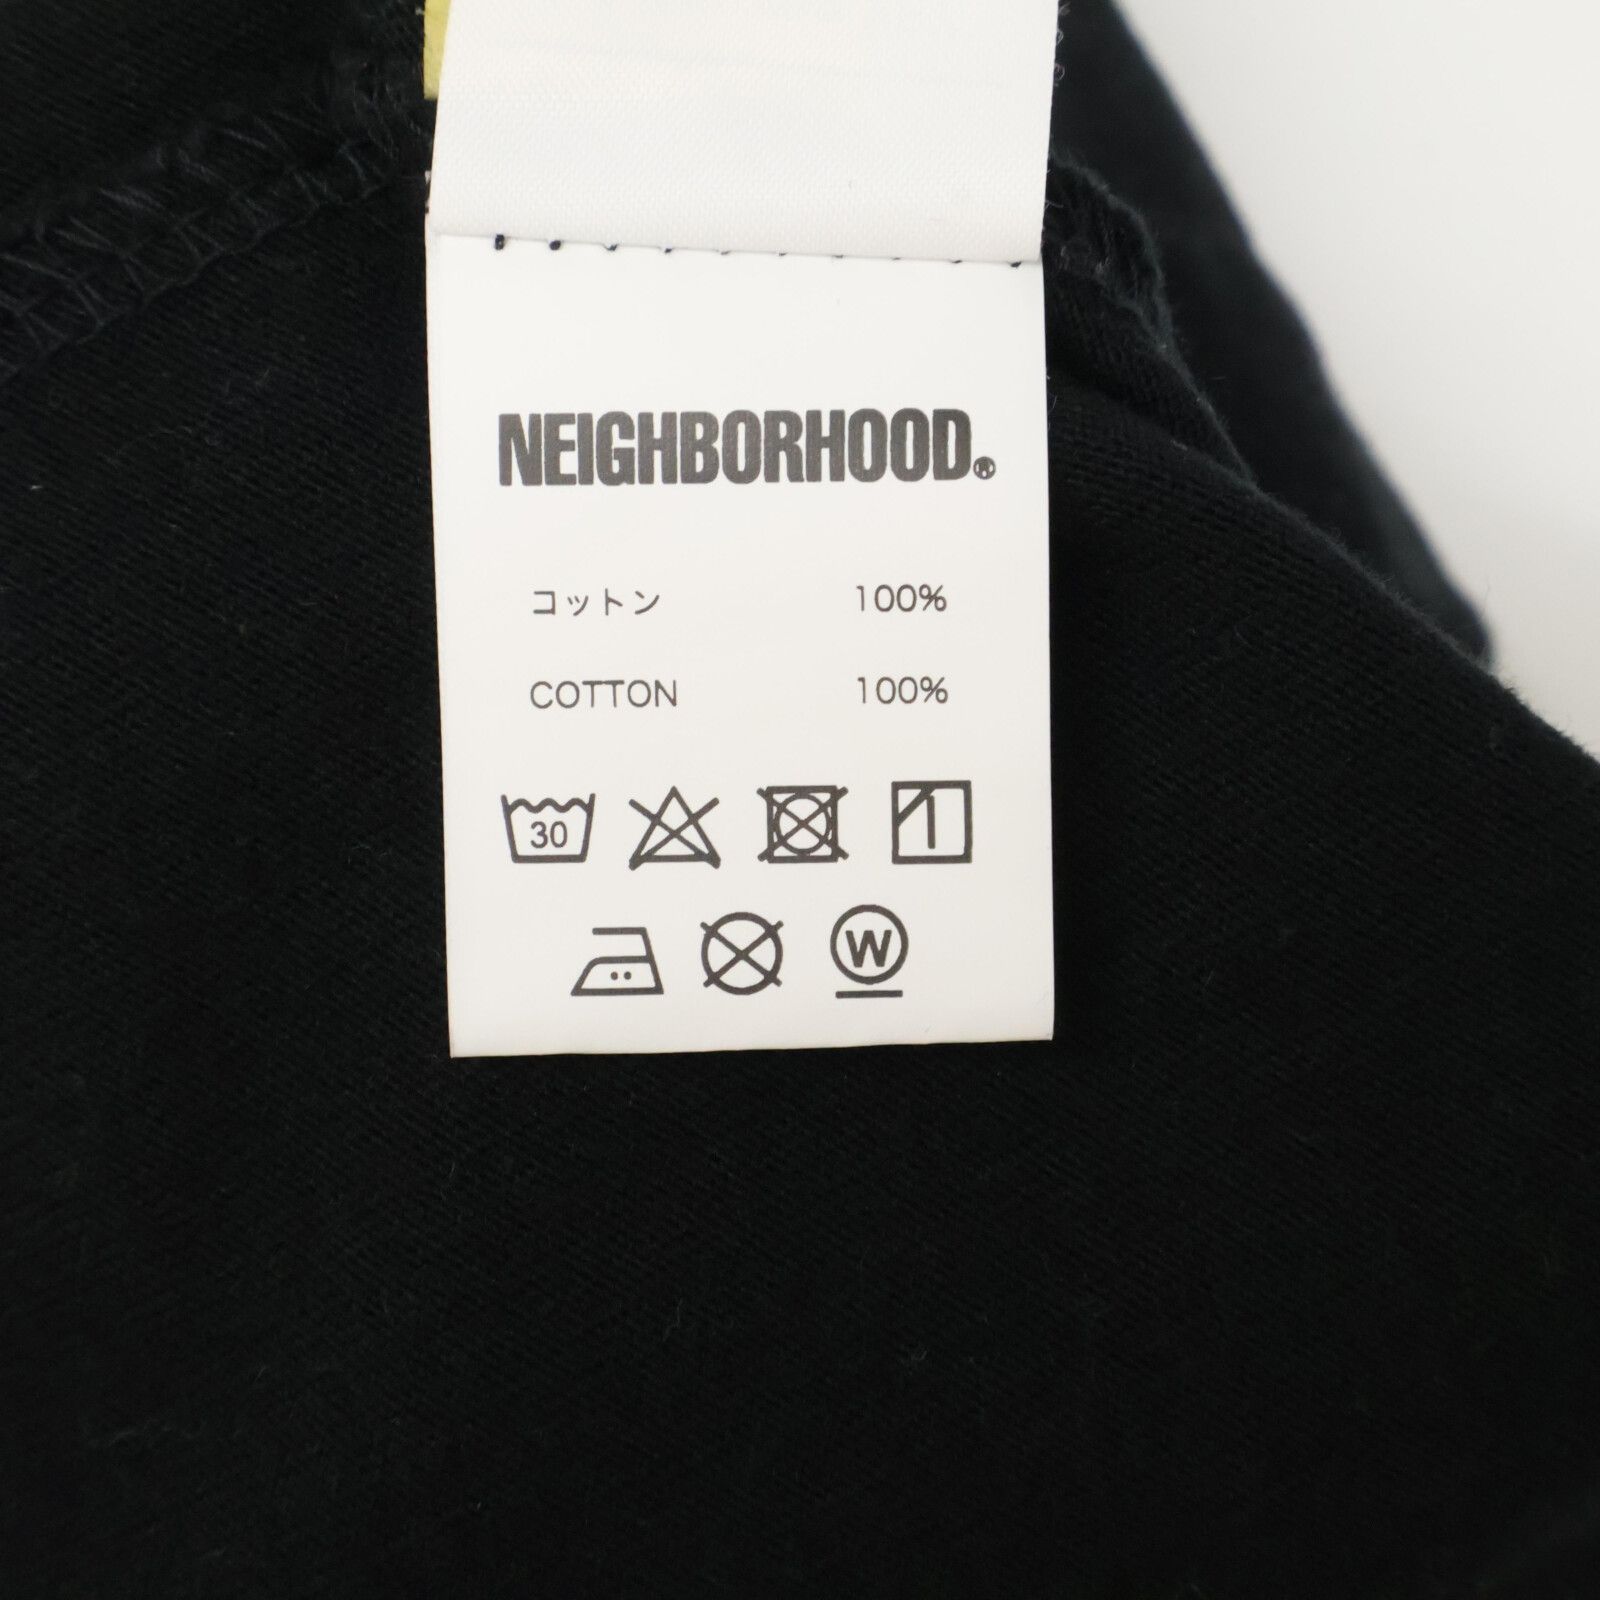 NEIGHBORHOOD®
コットン 100%
COTTON 100%
30
W